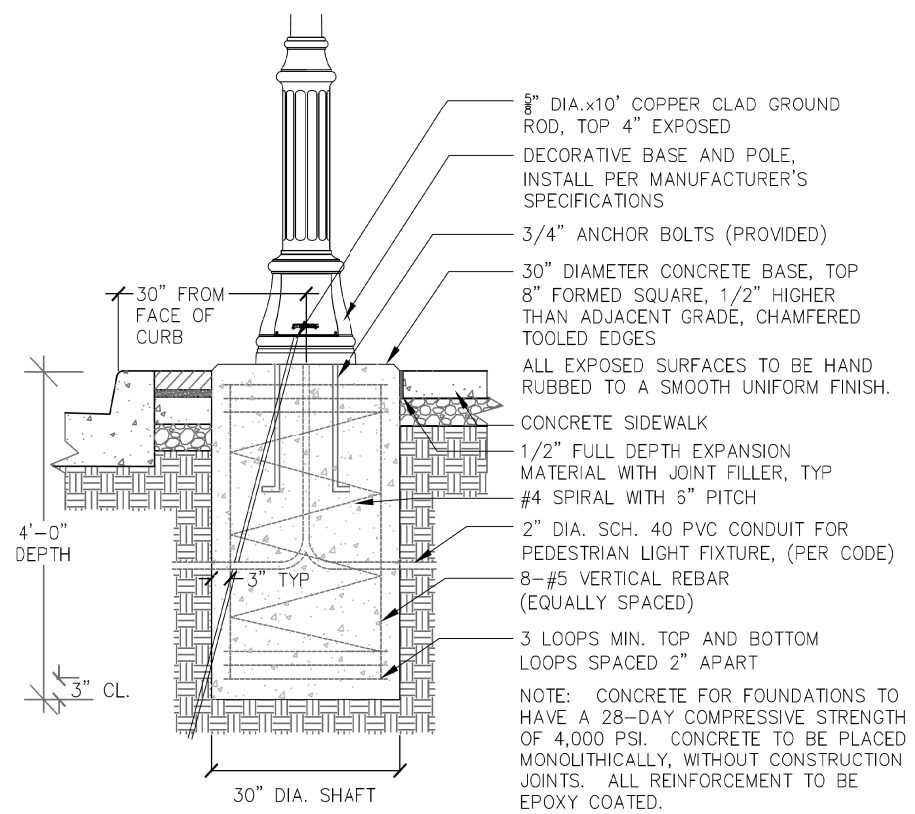 5/8" DIA.x10' COPPER CLAD GROUND
ROD, TOP 4" EXPOSED
DECORATIVE BASE AND POLE,
INSTALL PER MANUFACTURER'S
SPECIFICATIONS
3/4" ANCHOR BOLTS (PROVIDED)
30" DIAMETER CONCRETE BASE, TOP
8" FORMED SQUARE, 1/2" HIGHER
THAN ADJACENT GRADE, CHAMFERED
TOOLED EDGES
ALL EXPOSED SURFACES TO BE HAND
RUBBED TO A SMOOTH UNIFORM FINISH.
CONCRETE SIDEWALK
1/2" FULL DEPTH EXPANSION
MATERIAL WITH JOINT FILLER, TYP
#4 SPIRAL WITH 6" PITCH
2" DIA. SCH. 40 PVC CONDUIT FOR
PEDESTRIAN LIGHT FIXTURE, (PER CODE)
8-#5 VERTICAL REBAR
(EQUALLY SPACED)
3 LOOPS MIN. TOP AND BOTTOM
LOOPS SPACED 2" APART
NOTE: CONCRETE FOR FOUNDATIONS TO
HAVE A 28-DAY COMPRESSIVE STRENGTH
OF 4,000 PSI. CONCRETE TO BE PLACED
MONOLITHICALLY, WITHOUT CONSTRUCTION
JOINTS. ALL REINFORCEMENT TO BE
EPOXY COATED.
30" FROM
FACE OF
CURB
4'-0"
DEPTH
3" TYP
3" CL.
30" DIA. SHAFT